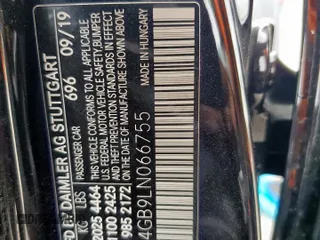 FD BY DAIMLER AG STUTTGART
696 09/19
PASSENGER CAR
THIS VEHICLE CONFORMS TO ALL APPLICABLE
U.S. FEDERAL MOTOR VEHICLE SAFETY, BUMPER,
AND THEFT PREVENTION STANDARDS IN EFFECT
ON THE DATE OF MANUFACTURE SHOWN ABOVE
MADE IN HUNGARY
KG LBS
2025 4464
1100 2425
985 2172
4GB9LN066755